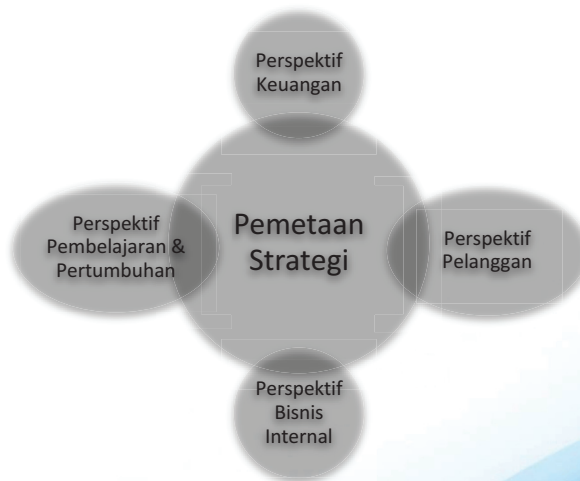 Perspektif
Keuangan
Perspektif
Pembelajaran &
Pertumbuhan
Pemetaan
Strategi
Perspektif
Pelanggan
Perspektif
Bisnis
Internal